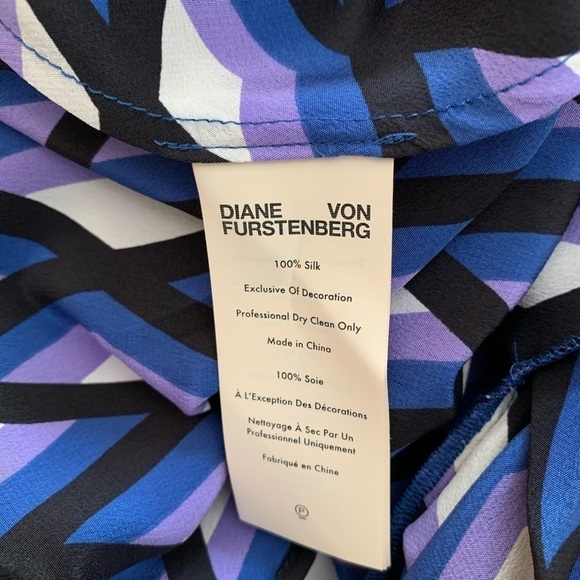 DIANE VON
FURSTENBERG
100% Silk
Exclusive Of Decoration
Professional Dry Clean Only
Made in China
100% Soie
À L'Exception Des Décorations
Nettoyage À Sec Par Un
Professionnel Uniquement
Fabriqué en Chine
P